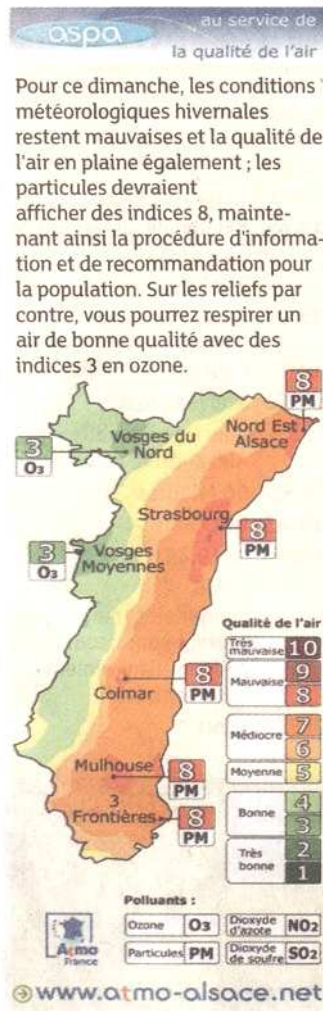 aspa
au service de
la qualité de l'air
Pour ce dimanche, les conditions
météorologiques hivernales
restent mauvaises et la qualité de
l'air en plaine également ; les
particules devraient
afficher des indices 8, mainte-
nant ainsi la procédure d'informa-
tion et de recommandation pour
la population. Sur les reliefs par
contre, vous pourrez respirer un
air de bonne qualité avec des
indices 3 en ozone.
8
PM
3
O3
Vosges du
Nord
Nord Est
Alsace
Strasbourg
8
PM
3
O3
Vosges
Moyennes
Colmar
8
PM
Mulhouse
8
PM
3
Frontières
8
PM
Qualité de l'air
Très
mauvaise
10
Mauvaise
9
8
Médiocre
7
6
Moyenne
5
Bonne
4
3
Très
bonne
2
1
Polluants :
Ozone O3
Dioxyde
d'azote
NO2
Particules PM
Dioxyde
de soufre
SO2
Atmo
France
www.atmo-alsace.net